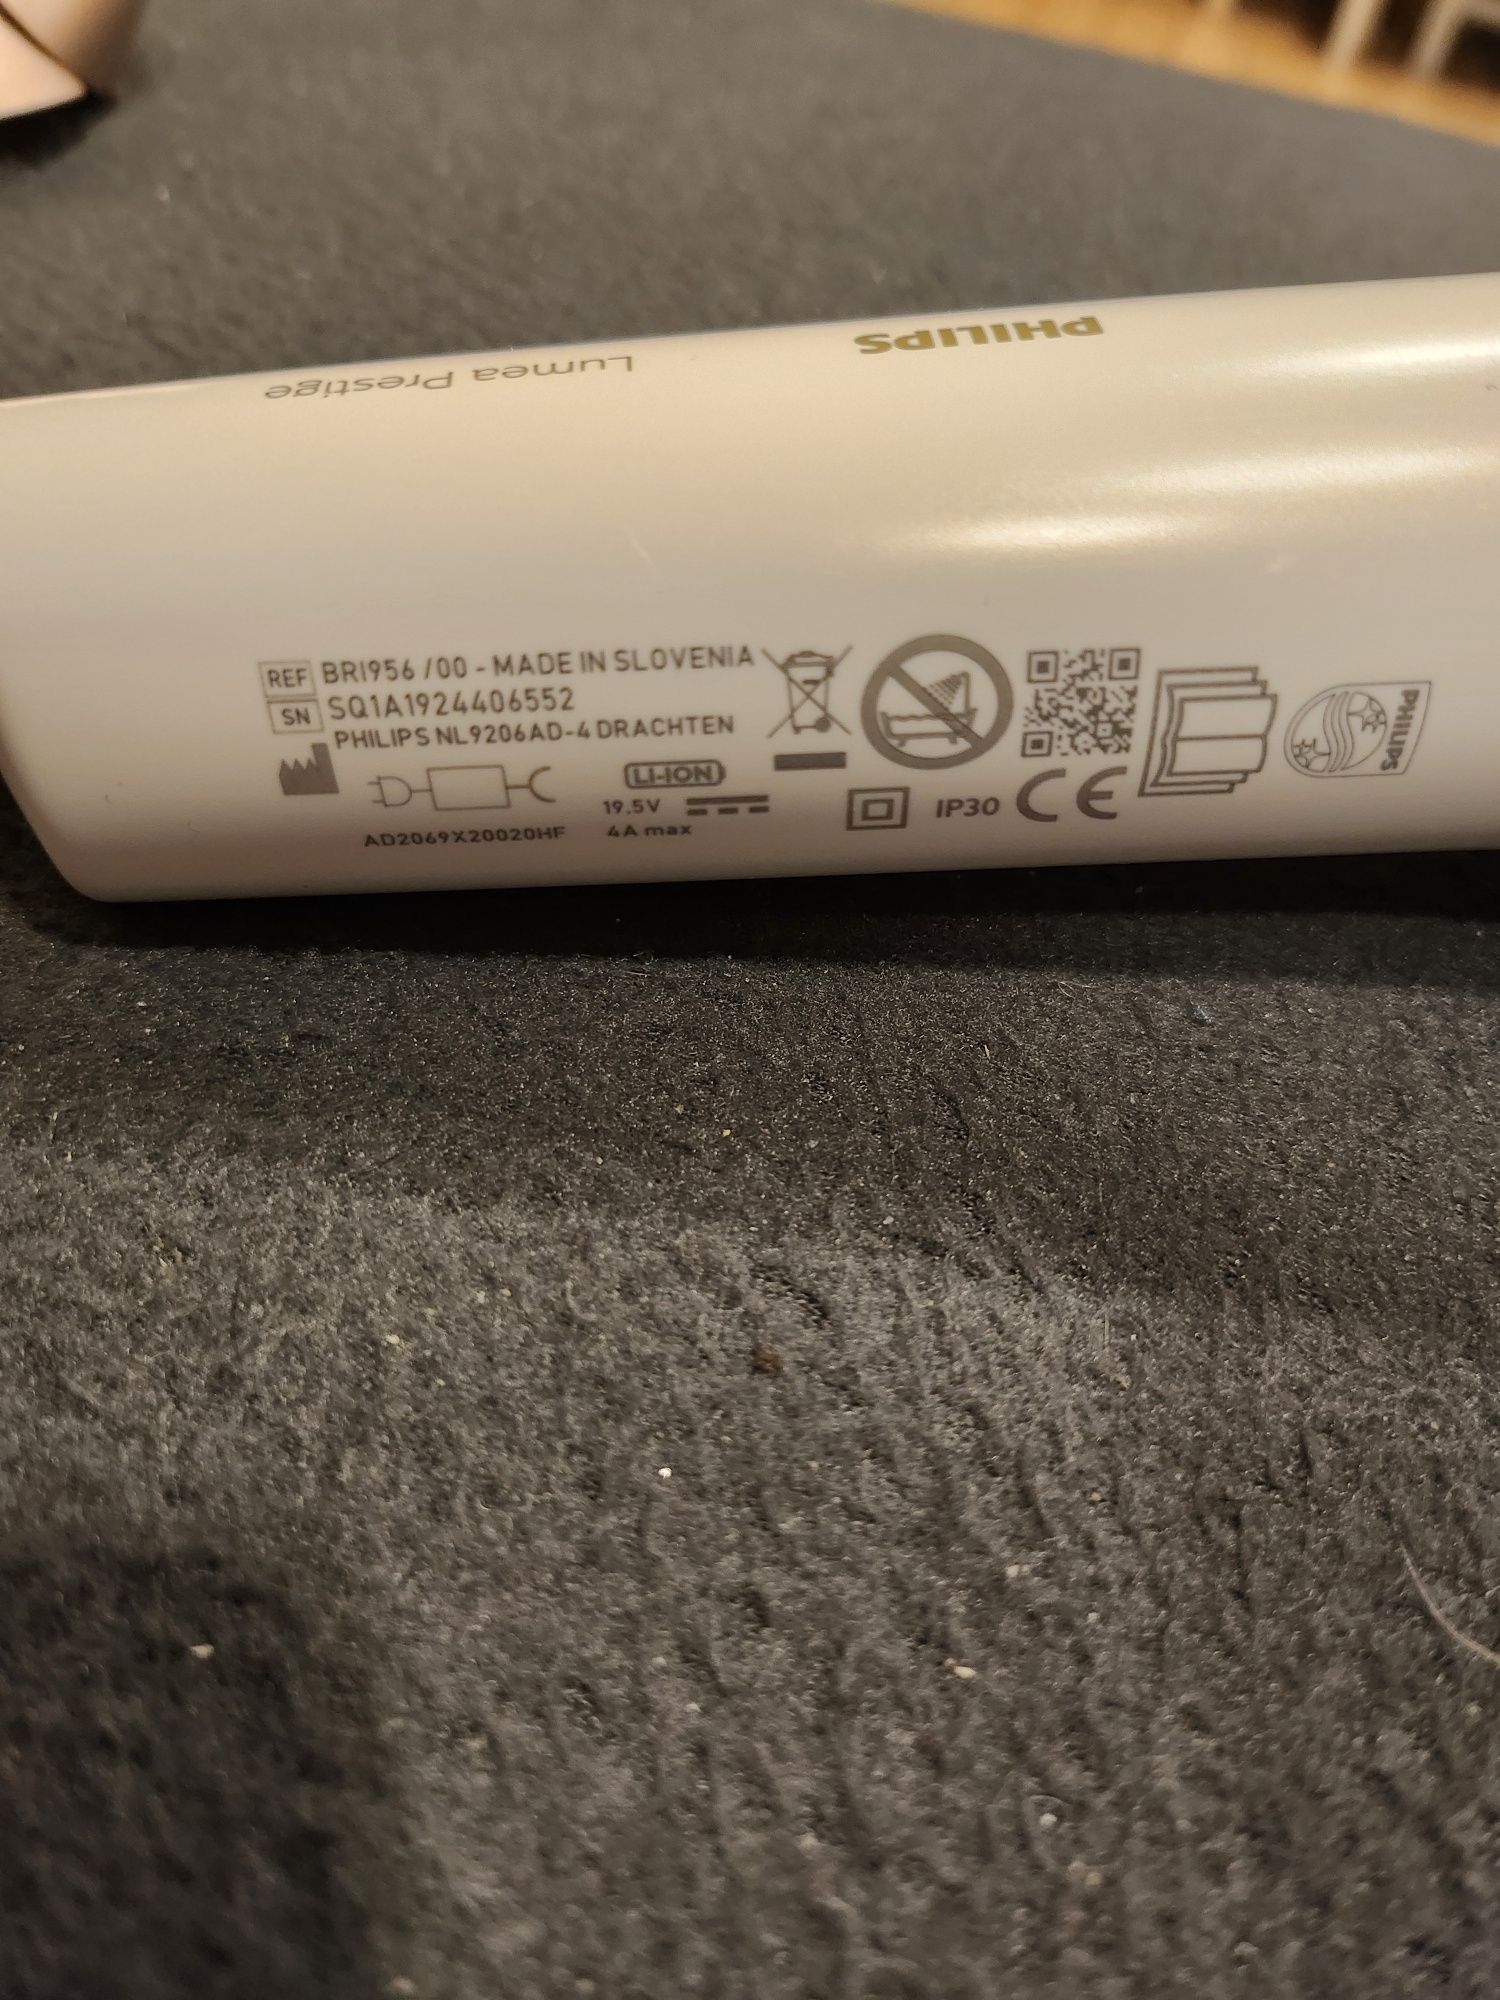 PHILIPS
Lumea Prestige
REF BRI956 /00 - MADE IN SLOVENIA
SN SQ1A1924406552
PHILIPS NL9206AD-4 DRACHTEN
LI-ION
19.5V
4A max
AD2069X20020HF
IP30
CE
PHILIPS